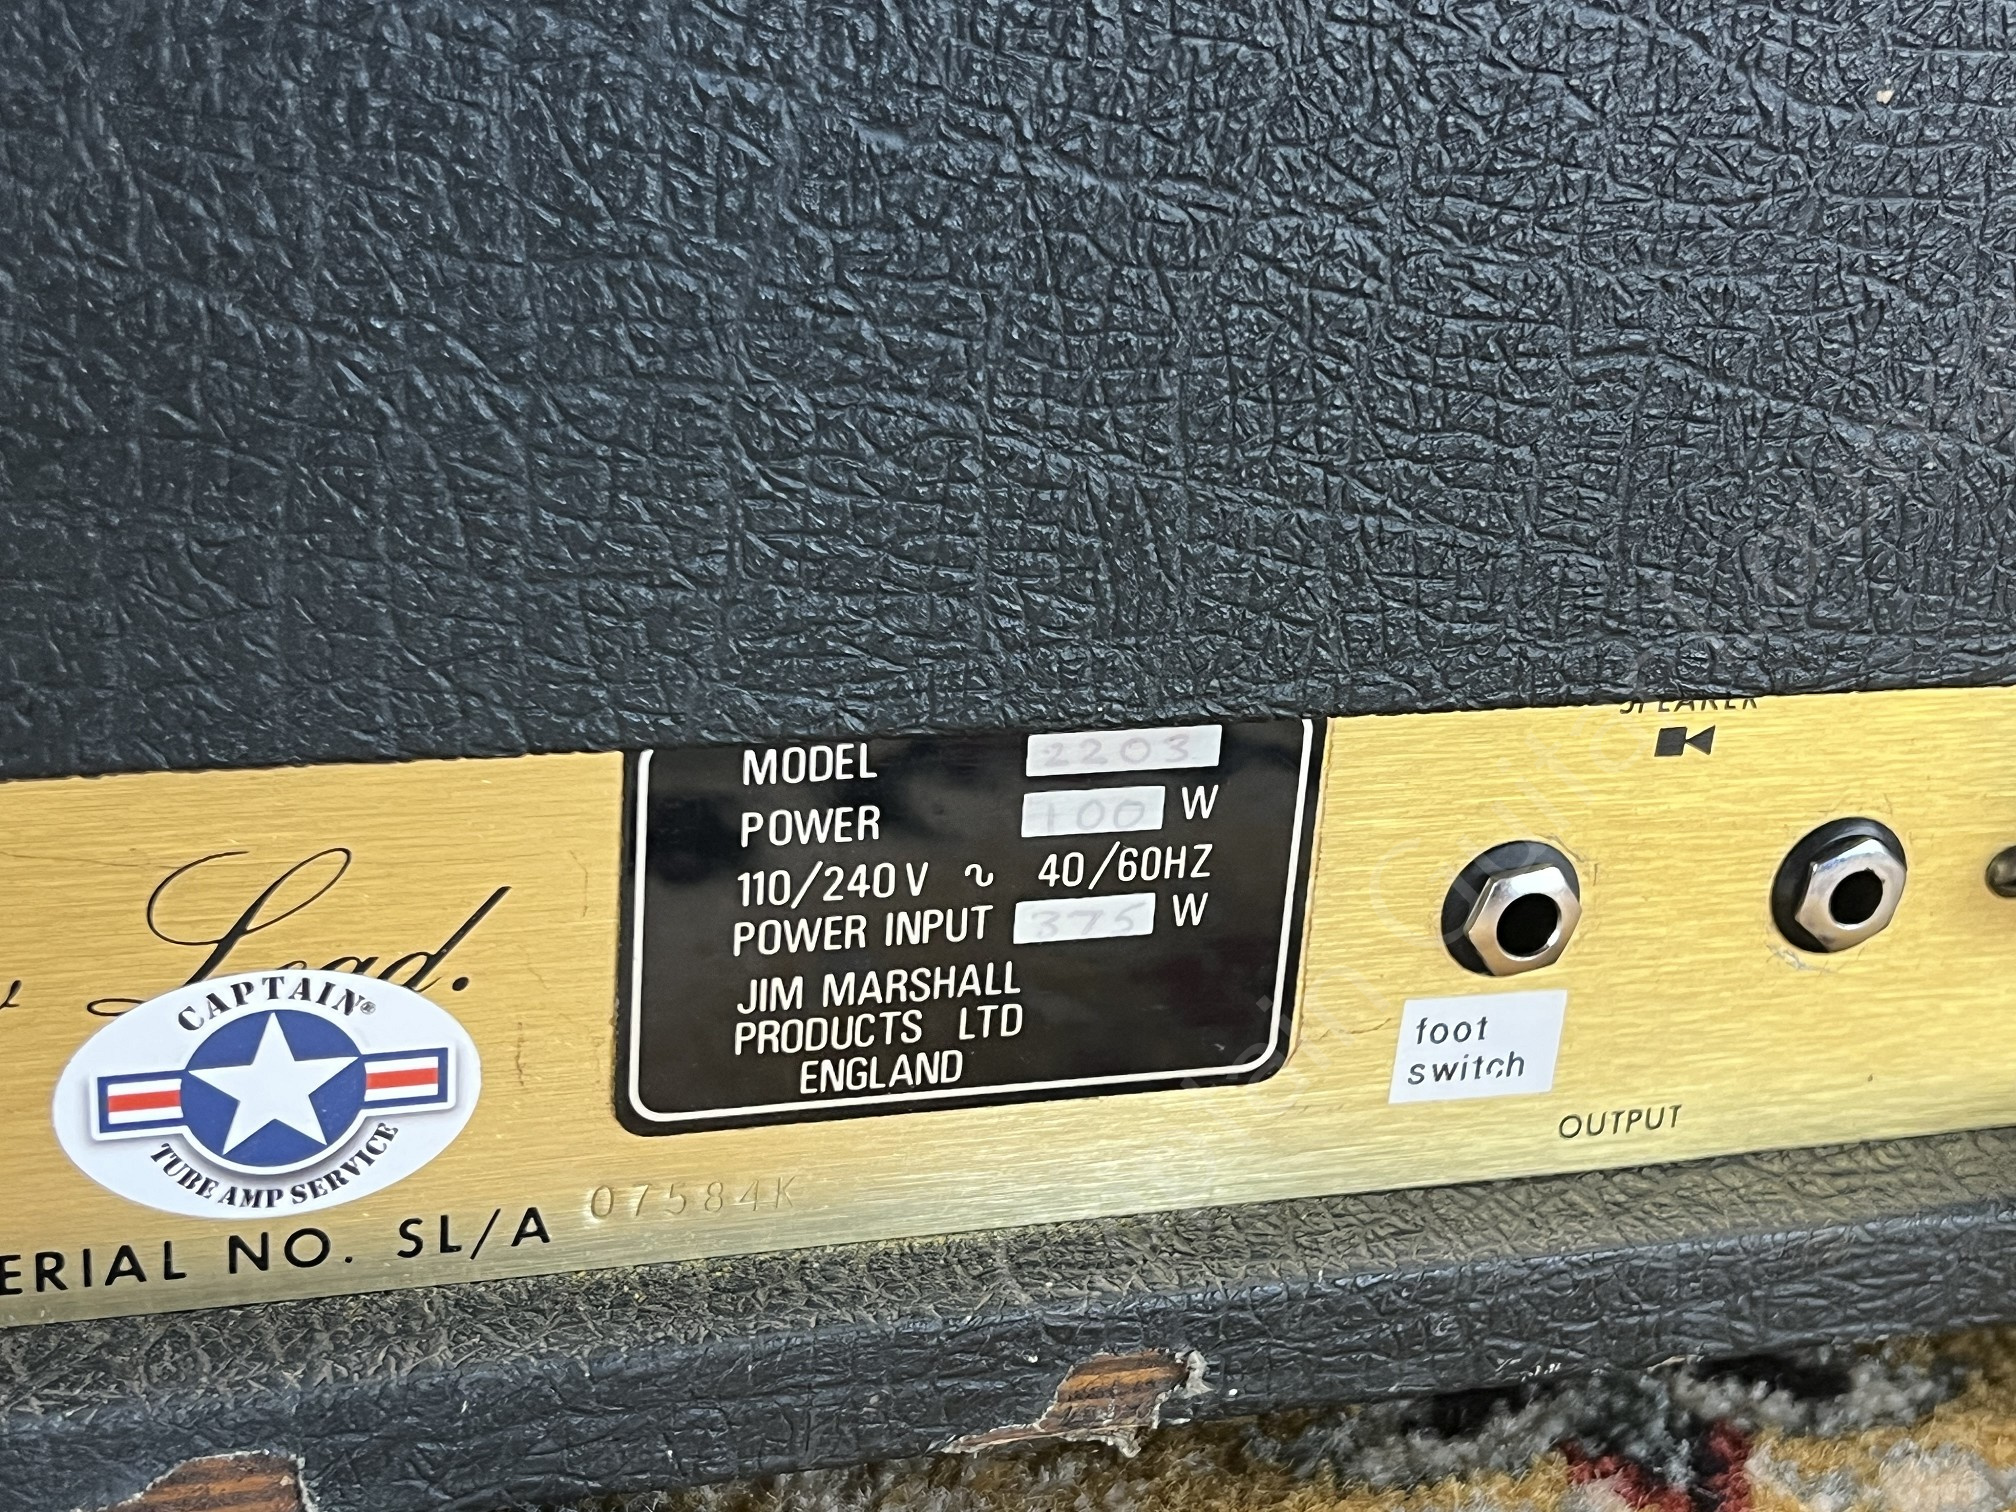 SPEAKER
MODEL 2203
POWER 100 W
110/240V ~ 40/60HZ
POWER INPUT 375 W
JIM MARSHALL
PRODUCTS LTD
ENGLAND
Lead.
CAPTAIN®
TUBE AMP SERVICE
foot
switch
OUTPUT
ERIAL NO. SL/A 07584K